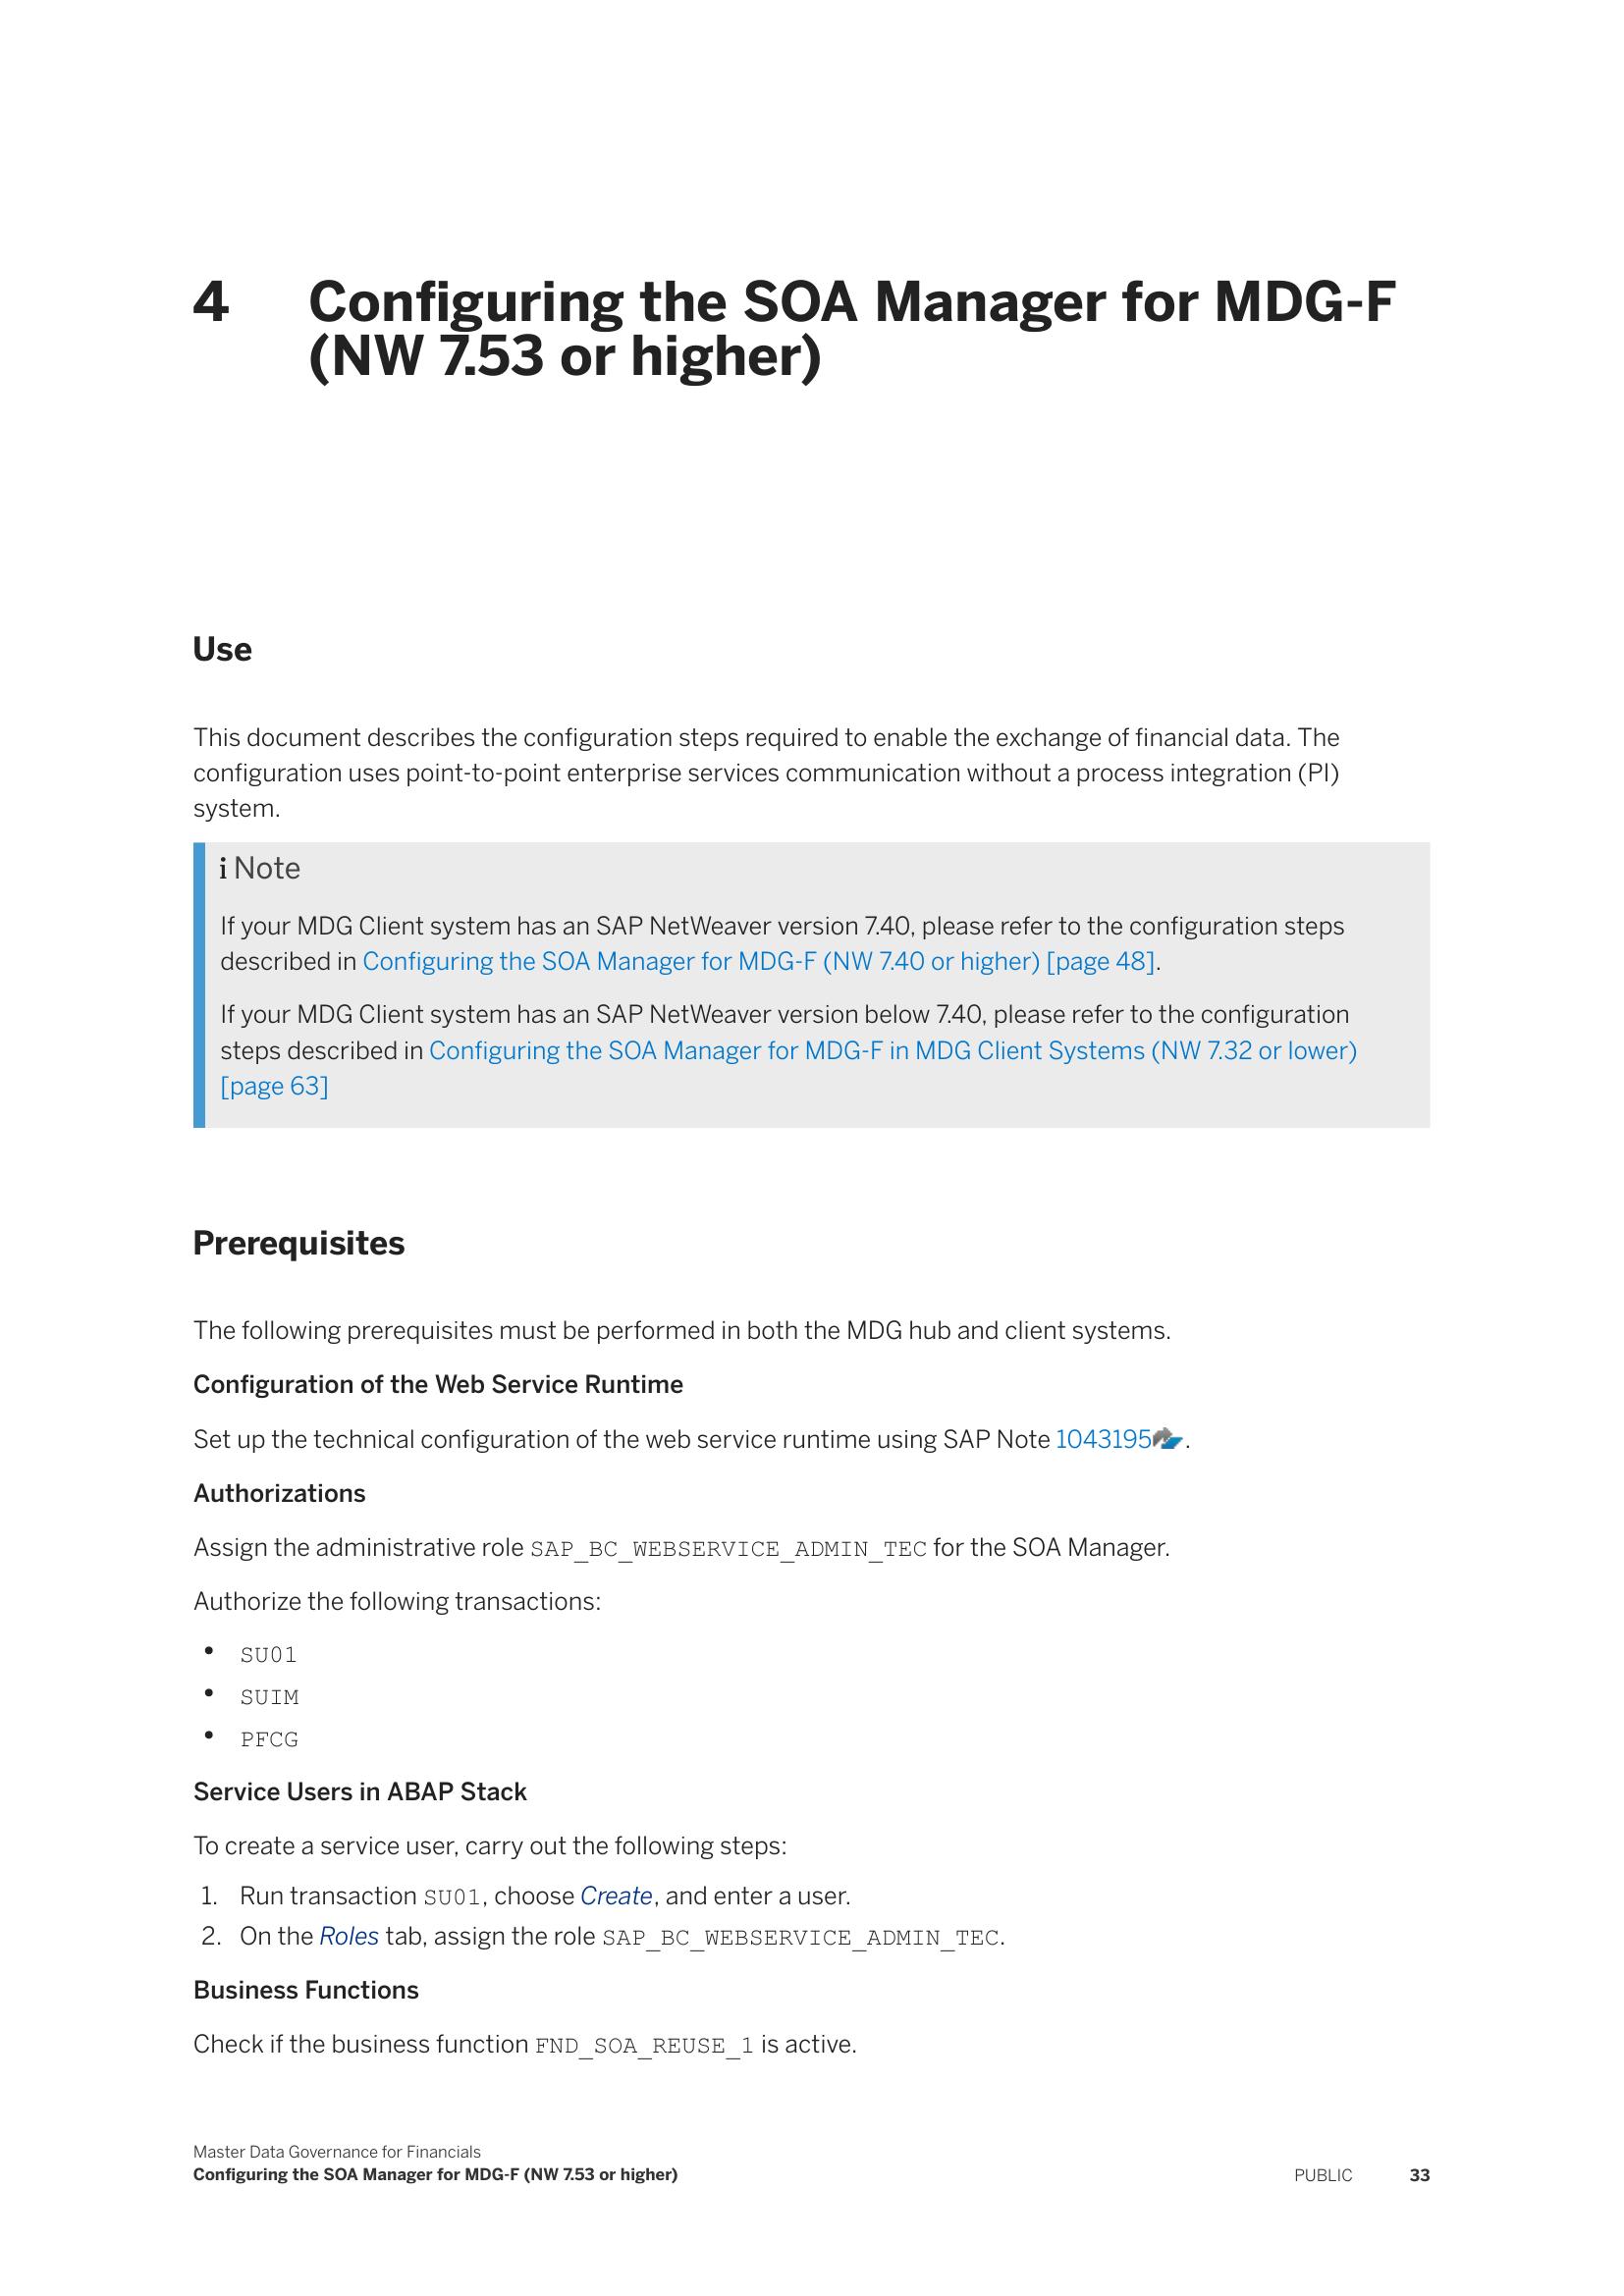 4 Configuring the SOA Manager for MDG-F
(NW 7.53 or higher)
Use
This document describes the configuration steps required to enable the exchange of financial data. The
configuration uses point-to-point enterprise services communication without a process integration (PI)
system.
i Note
If your MDG Client system has an SAP NetWeaver version 7.40, please refer to the configuration steps
described in Configuring the SOA Manager for MDG-F (NW 7.40 or higher) [page 48].
If your MDG Client system has an SAP NetWeaver version below 7.40, please refer to the configuration
steps described in Configuring the SOA Manager for MDG-F in MDG Client Systems (NW 7.32 or lower)
[page 63]
Prerequisites
The following prerequisites must be performed in both the MDG hub and client systems.
Configuration of the Web Service Runtime
Set up the technical configuration of the web service runtime using SAP Note 1043195.
Authorizations
Assign the administrative role SAP_BC_WEBSERVICE_ADMIN_TEC for the SOA Manager.
Authorize the following transactions:
• SU01
• SUIM
• PFCG
Service Users in ABAP Stack
To create a service user, carry out the following steps:
1. Run transaction SU01, choose Create, and enter a user.
2. On the Roles tab, assign the role SAP_BC_WEBSERVICE_ADMIN_TEC.
Business Functions
Check if the business function FND_SOA_REUSE_1 is active.
Master Data Governance for Financials
Configuring the SOA Manager for MDG-F (NW 7.53 or higher) PUBLIC 33